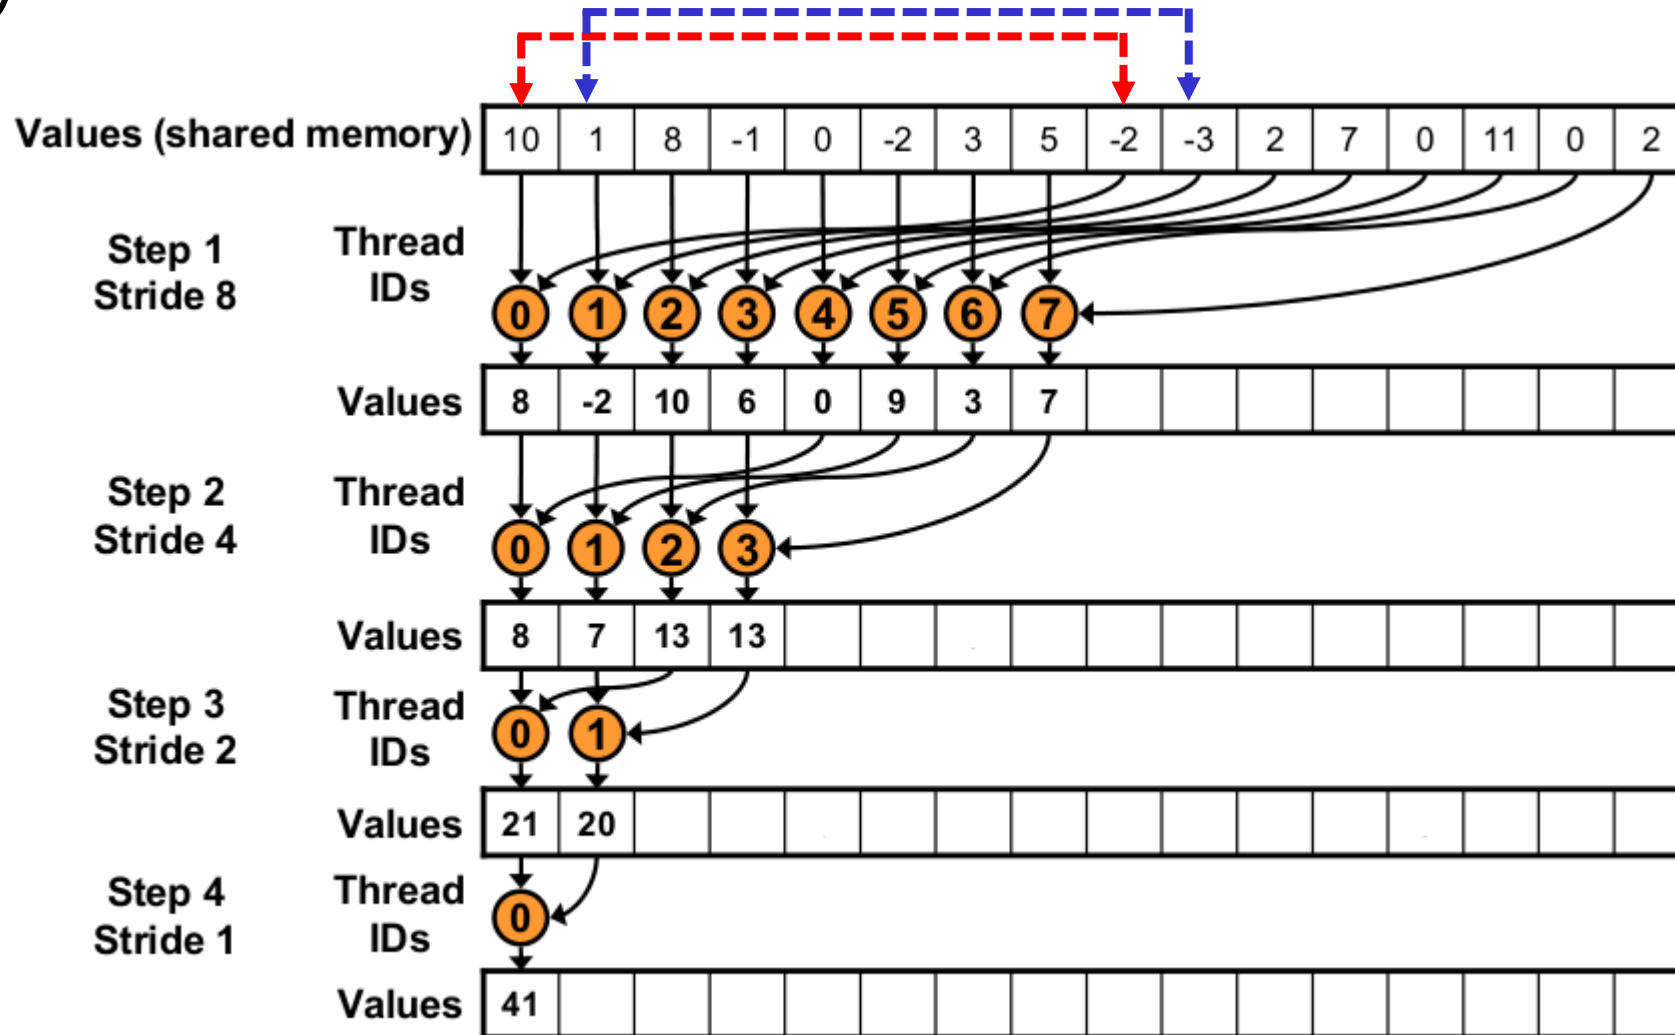 Values (shared memory) 10 1 8 -1 0 -2 3 5 -2 -3 2 7 0 11 0 2
Step 1
Stride 8
Thread
IDs
0 1 2 3 4 5 6 7
Values 8 -2 10 6 0 9 3 7
Step 2
Stride 4
Thread
IDs
0 1 2 3
Values 8 7 13 13
Step 3
Stride 2
Thread
IDs
0 1
Values 21 20
Step 4
Stride 1
Thread
IDs
0
Values 41